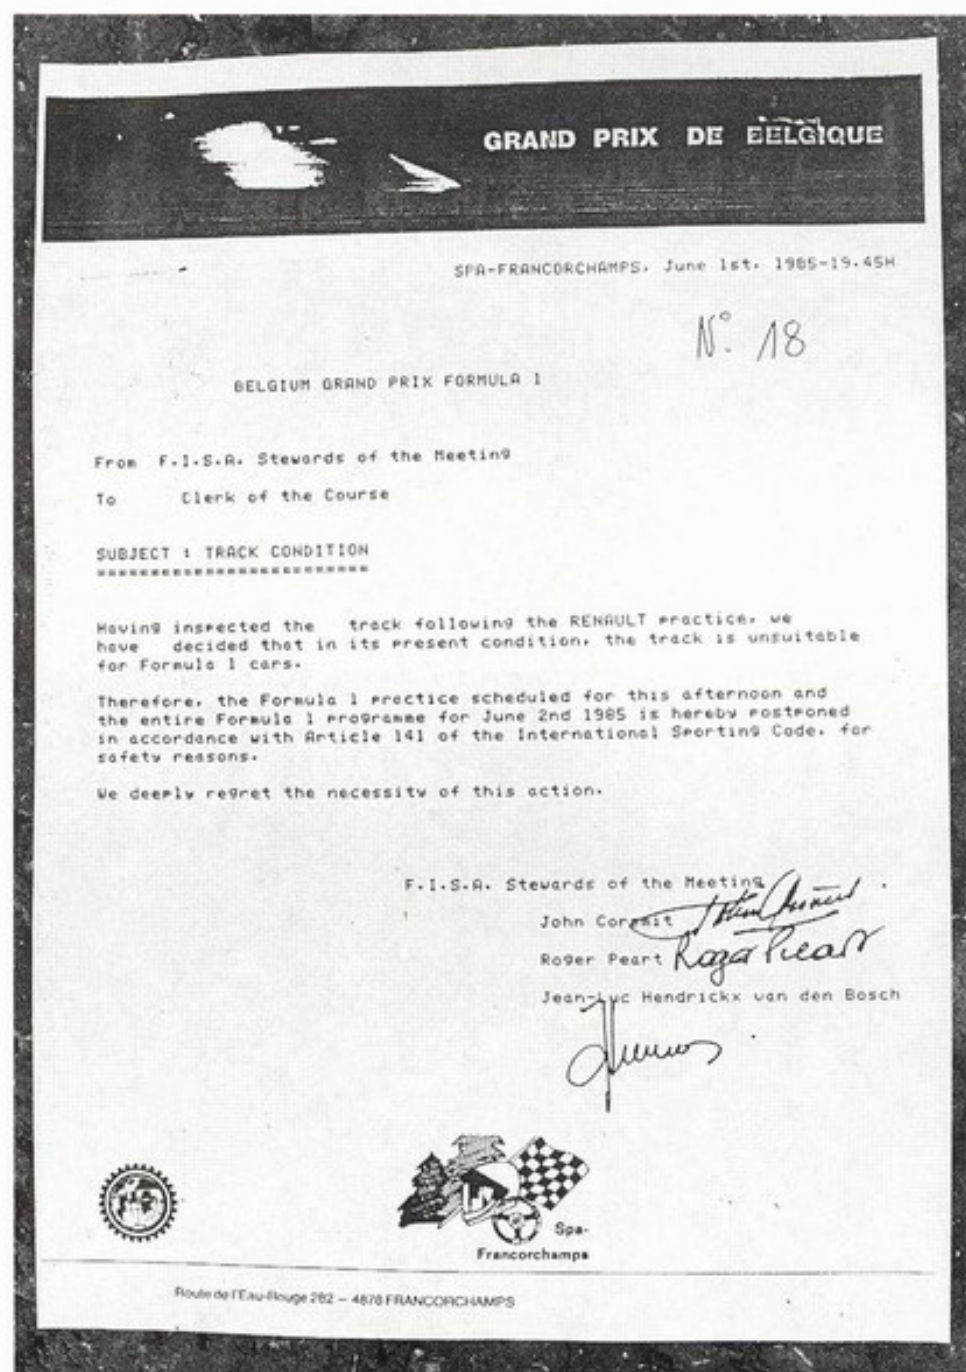 GRAND PRIX DE BELGIQUE
SPA-FRANCORCHAMPS, June 1st, 1985-19.45H
N° 18
BELGIUM GRAND PRIX FORMULA 1
From F.I.S.A. Stewards of the Meeting
To Clerk of the Course
SUBJECT : TRACK CONDITION
Having inspected the track following the RENAULT practice, we
have decided that in its present condition, the track is unsuitable
for Formula 1 cars.
Therefore, the Formula 1 practice scheduled for this afternoon and
the entire Formula 1 programme for June 2nd 1985 is hereby postponed
in accordance with Article 141 of the International Sporting Code, for
safety reasons.
We deeply regret the necessity of this action.
F.I.S.A. Stewards of the Meeting
John Corsmit
Roger Peart Roger Peart
Jean-Luc Hendrickx van den Bosch
Spa-
Francorchamps
Route de l'Eau-Rouge 282 – 4878 FRANCORCHAMPS